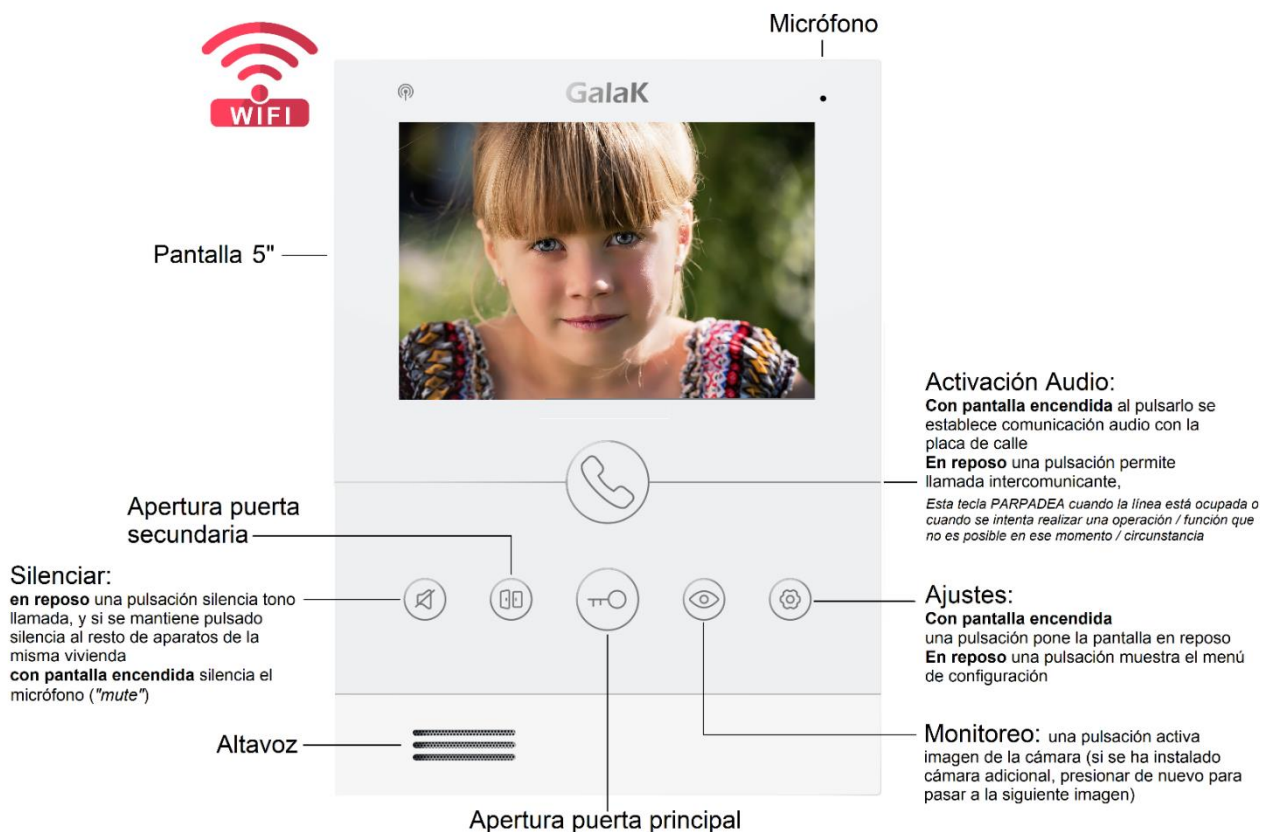 Micrófono
WIFI
GalaK
Pantalla 5"
Activación Audio:
Con pantalla encendida al pulsarlo se
establece comunicación audio con la
placa de calle
En reposo una pulsación permite
llamada intercomunicante,
Esta tecla PARPADEA cuando la línea está ocupada o
cuando se intenta realizar una operación / función que
no es posible en ese momento / circunstancia
Apertura puerta
secundaria
Silenciar:
en reposo una pulsación silencia tono
llamada, y si se mantiene pulsado
silencia al resto de aparatos de la
misma vivienda
con pantalla encendida silencia el
micrófono ("mute")
Ajustes:
Con pantalla encendida
una pulsación pone la pantalla en reposo
En reposo una pulsación muestra el menú
de configuración
Altavoz
Monitoreo: una pulsación activa
imagen de la cámara (si se ha instalado
cámara adicional, presionar de nuevo para
pasar a la siguiente imagen)
Apertura puerta principal